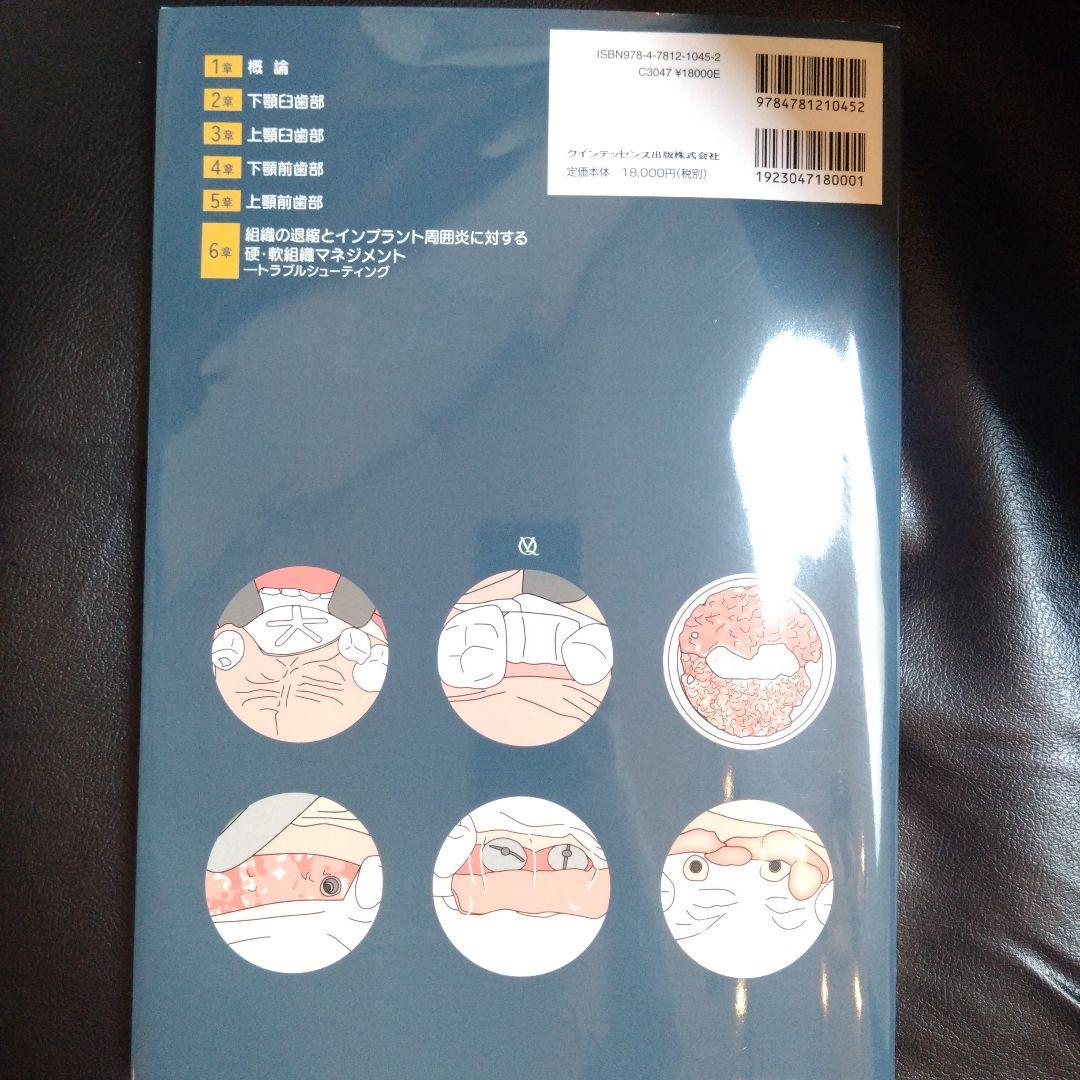 1章 概 論
2章 下顎臼歯部
3章 上顎臼歯部
4章 下顎前歯部
5章 上顎前歯部
6章 組織の退縮とインプラント周囲炎に対する
硬・軟組織マネジメント
―トラブルシューティング
ISBN978-4-7812-1045-2
C3047 ¥18000E
9784781210452
クインテッセンス出版株式会社
定価本体 18,000円(税別)
1923047180001